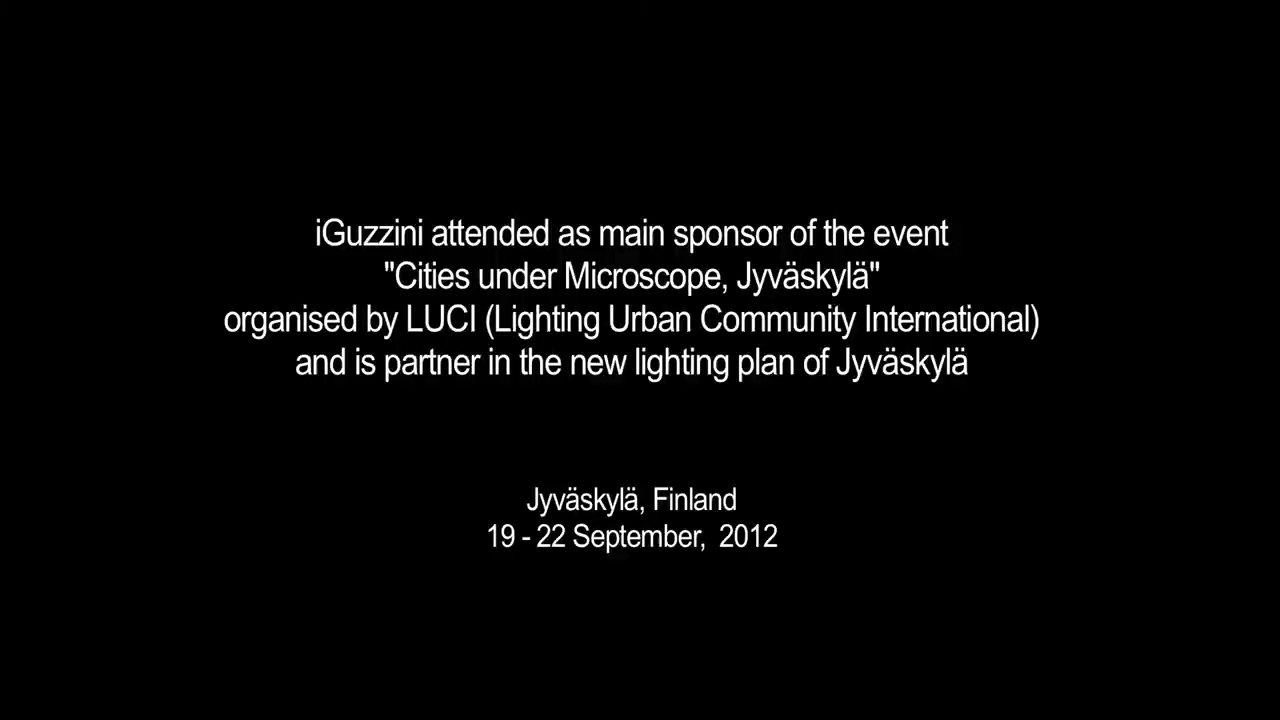 iGuzzini attended as main sponsor of the event
"Cities under Microscope, Jyväskylä"
organised by LUCI (Lighting Urban Community International)
and is partner in the new lighting plan of Jyväskylä
Jyväskylä, Finland
19 - 22 September,  2012